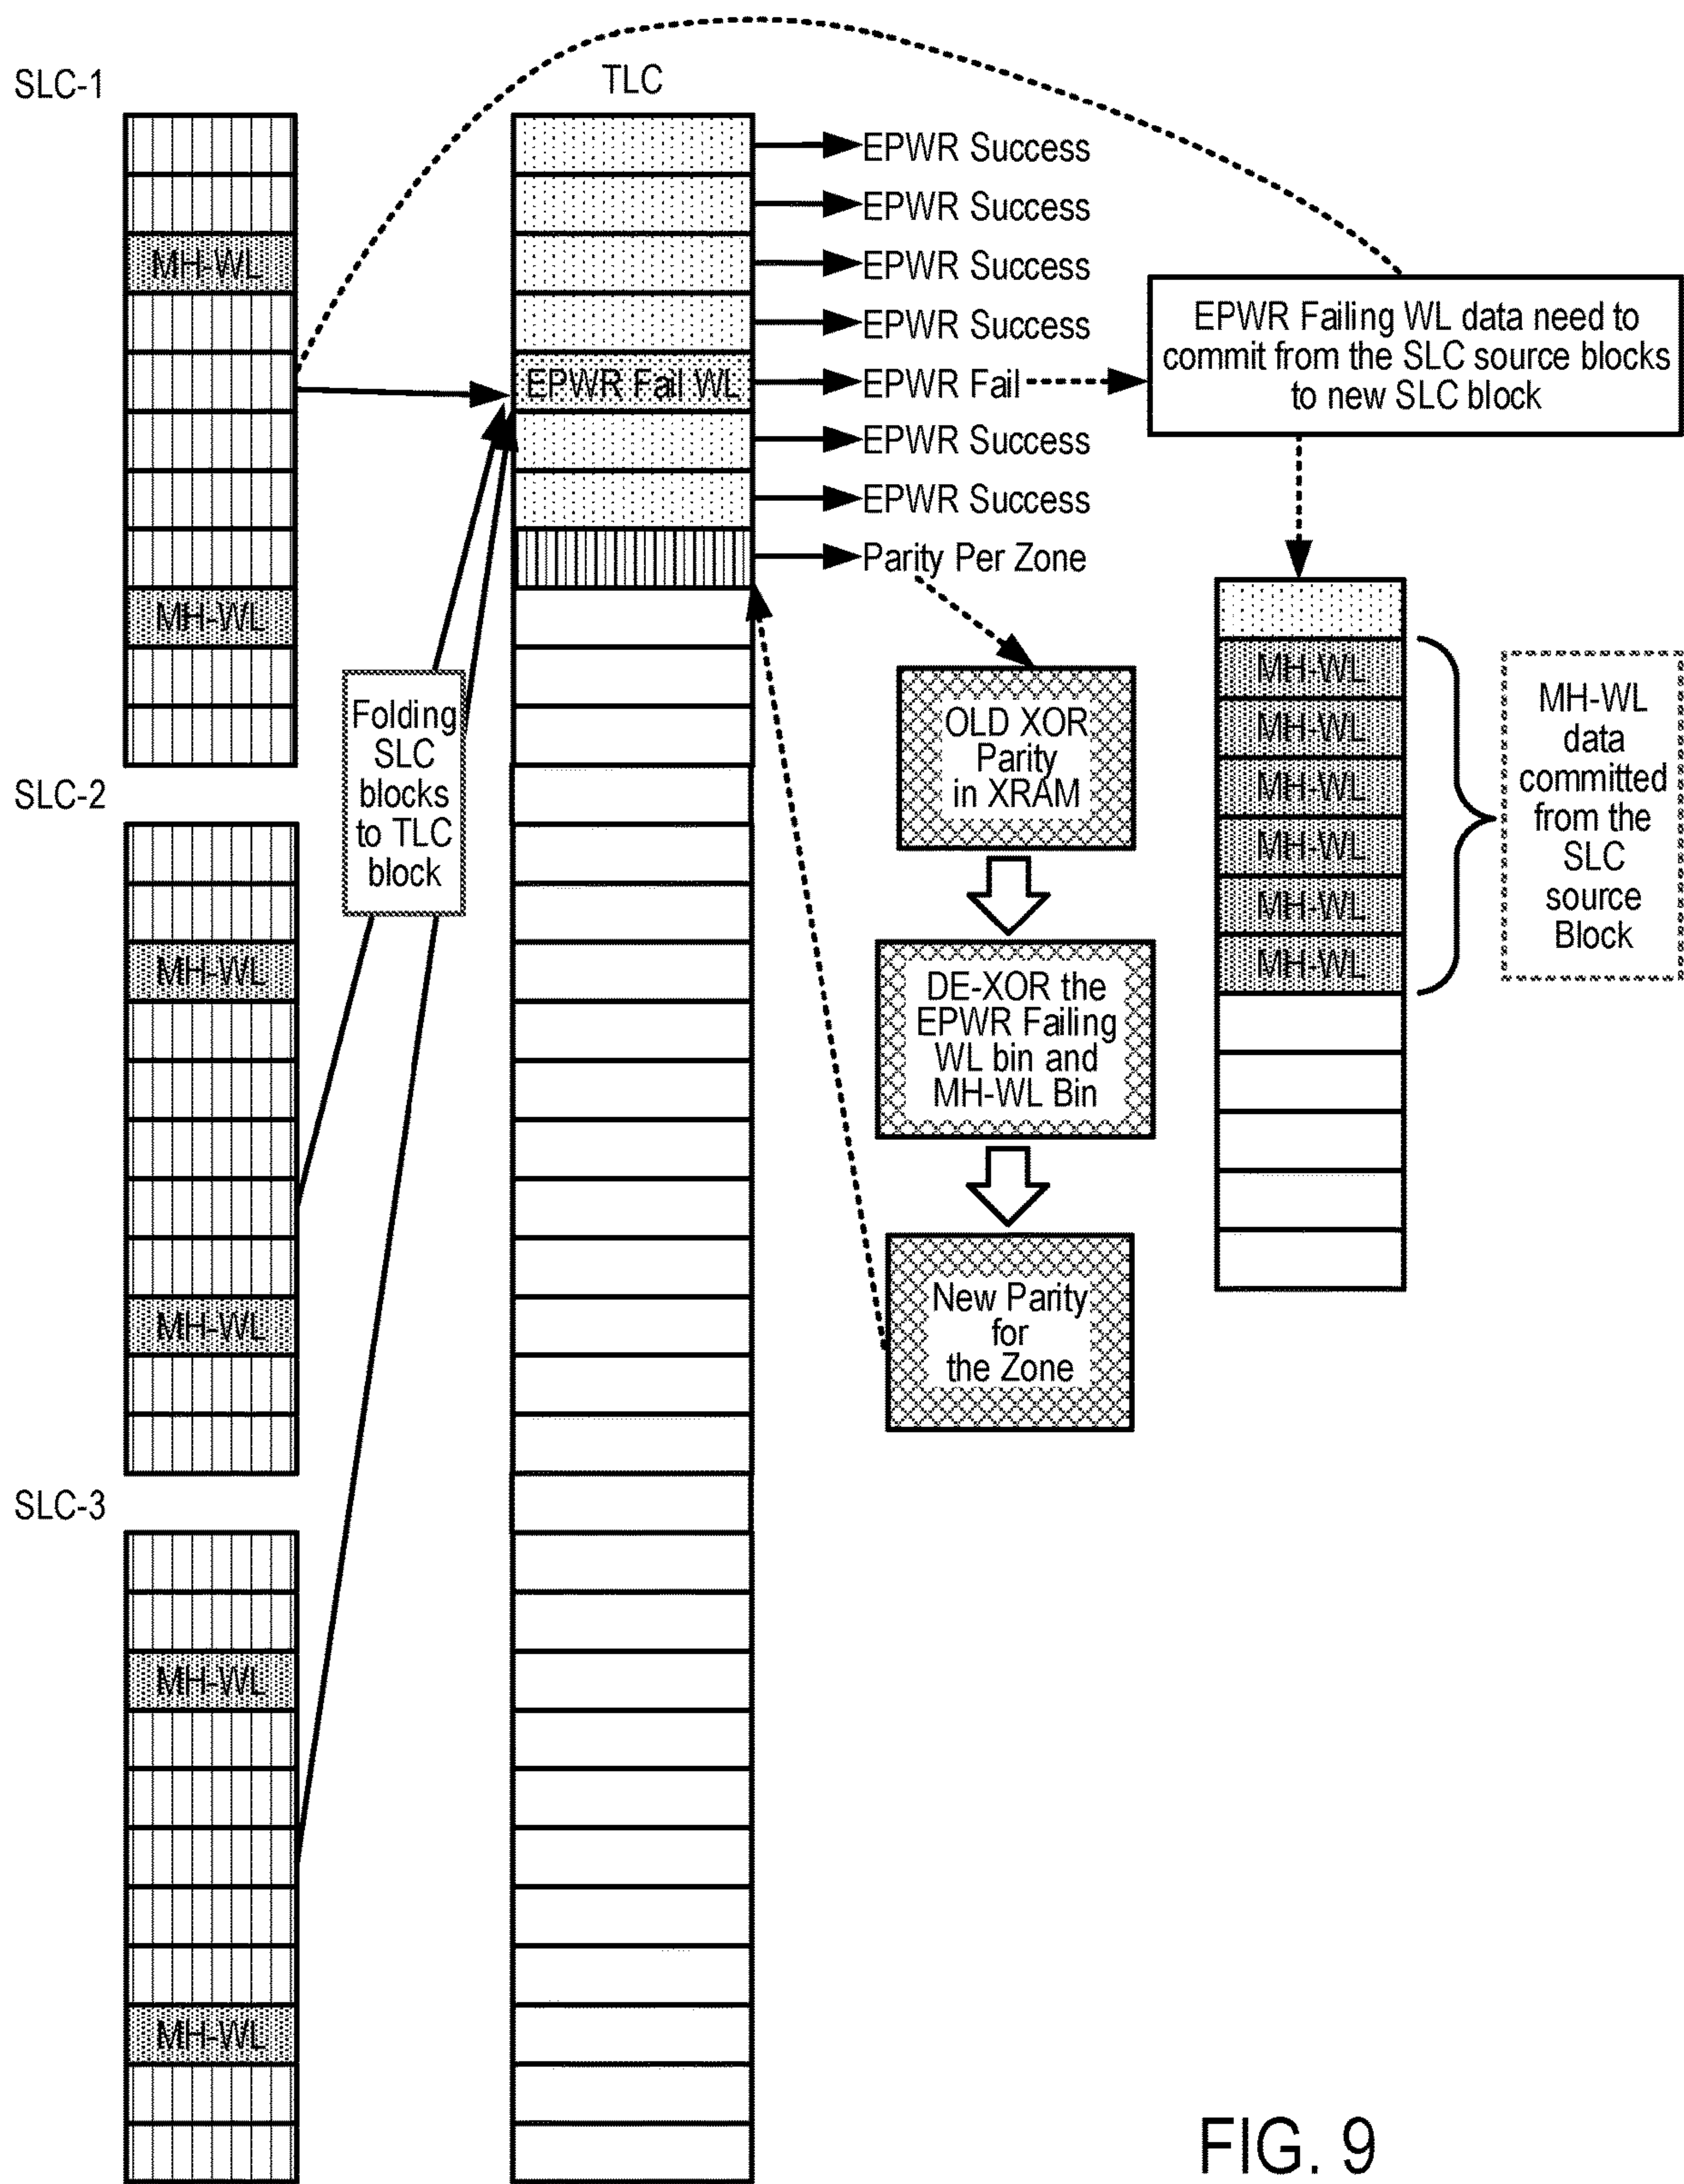 SLC-1
MH-WL
MH-WL
SLC-2
MH-WL
MH-WL
SLC-3
MH-WL
MH-WL
Folding
SLC
blocks
to TLC
block
TLC
EPWR Fail WL
EPWR Success
EPWR Success
EPWR Success
EPWR Success
EPWR Fail
EPWR Success
EPWR Success
Parity Per Zone
OLD XOR
Parity
in XRAM
DE-XOR the
EPWR Failing
WL bin and
MH-WL Bin
New Parity
for
the Zone
EPWR Failing WL data need to
commit from the SLC source blocks
to new SLC block
MH-WL
MH-WL
MH-WL
MH-WL
MH-WL
MH-WL
MH-WL
data
committed
from the
SLC
source
Block
FIG. 9